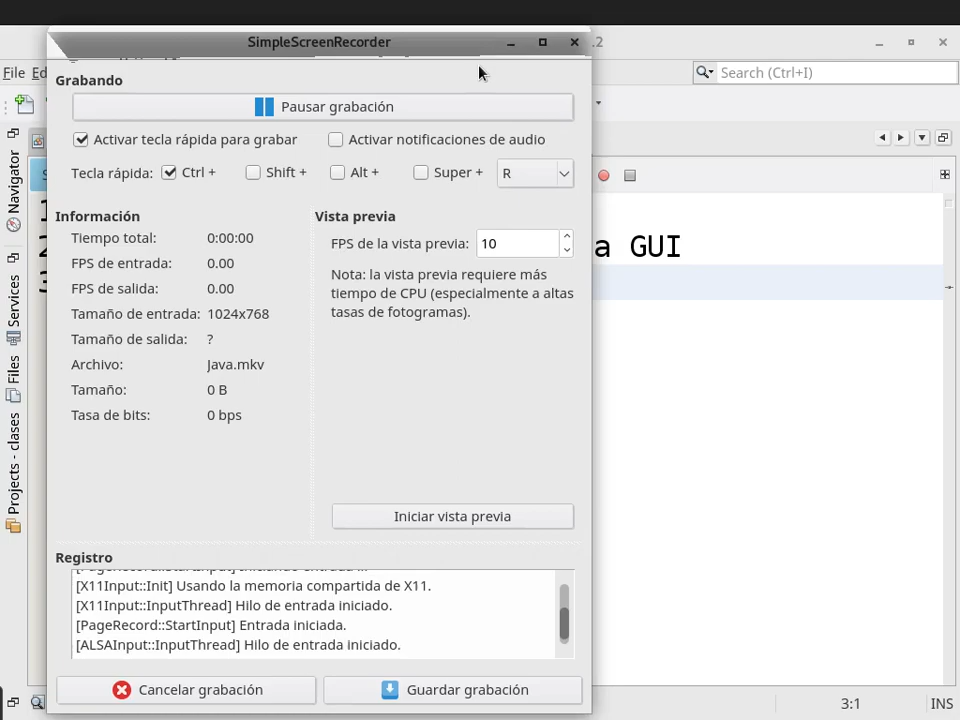 SimpleScreenRecorder
.2
File
Search (Ctrl+I)
Grabando
Pausar grabación
Activar tecla rápida para grabar
Activar notificaciones de audio
Tecla rápida:
Ctrl +
Shift +
Alt +
Super +
R
Navigator
Services
Files
Projects - clases
1
2
3
a GUI
Información
Tiempo total: 0:00:00
FPS de entrada: 0.00
FPS de salida: 0.00
Tamaño de entrada: 1024x768
Tamaño de salida: ?
Archivo: Java.mkv
Tamaño: 0 B
Tasa de bits: 0 bps
Vista previa
FPS de la vista previa: 10
Nota: la vista previa requiere más
tiempo de CPU (especialmente a altas
tasas de fotogramas).
Iniciar vista previa
Registro
[X11Input::Init] Usando la memoria compartida de X11.
[X11Input::InputThread] Hilo de entrada iniciado.
[PageRecord::StartInput] Entrada iniciada.
[ALSAInput::InputThread] Hilo de entrada iniciado.
Cancelar grabación
Guardar grabación
3:1
INS